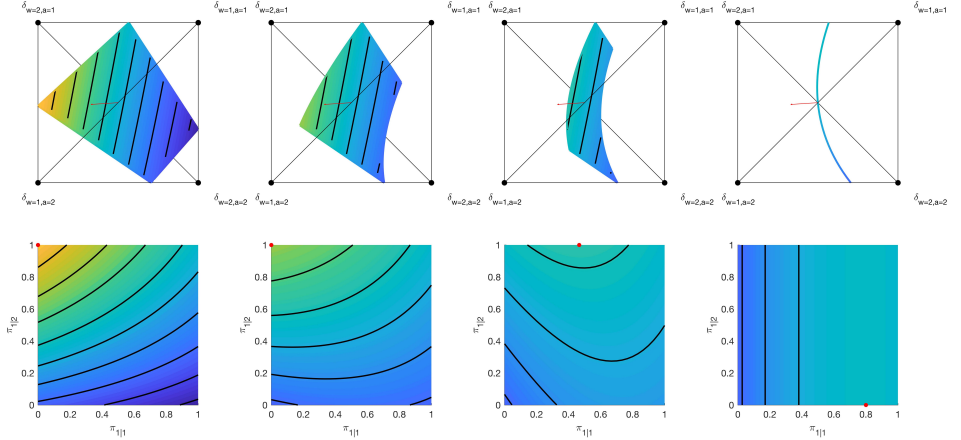 δw=2,a=1 δw=1,a=1 δw=2,a=1 δw=1,a=1 δw=2,a=1 δw=1,a=1 δw=2,a=1 δw=1,a=1
δw=1,a=2 δw=2,a=2 δw=1,a=2 δw=2,a=2 δw=1,a=2 δw=2,a=2 δw=1,a=2 δw=2,a=2
1 1 1 1
0.8 0.8 0.8 0.8
0.6 0.6 0.6 0.6
π1|2 π1|2 π1|2 π1|2
0.4 0.4 0.4 0.4
0.2 0.2 0.2 0.2
0 0 0 0
0 0.2 0.4 0.6 0.8 1 0 0.2 0.4 0.6 0.8 1 0 0.2 0.4 0.6 0.8 1 0 0.2 0.4 0.6 0.8 1
π1|1 π1|1 π1|1 π1|1